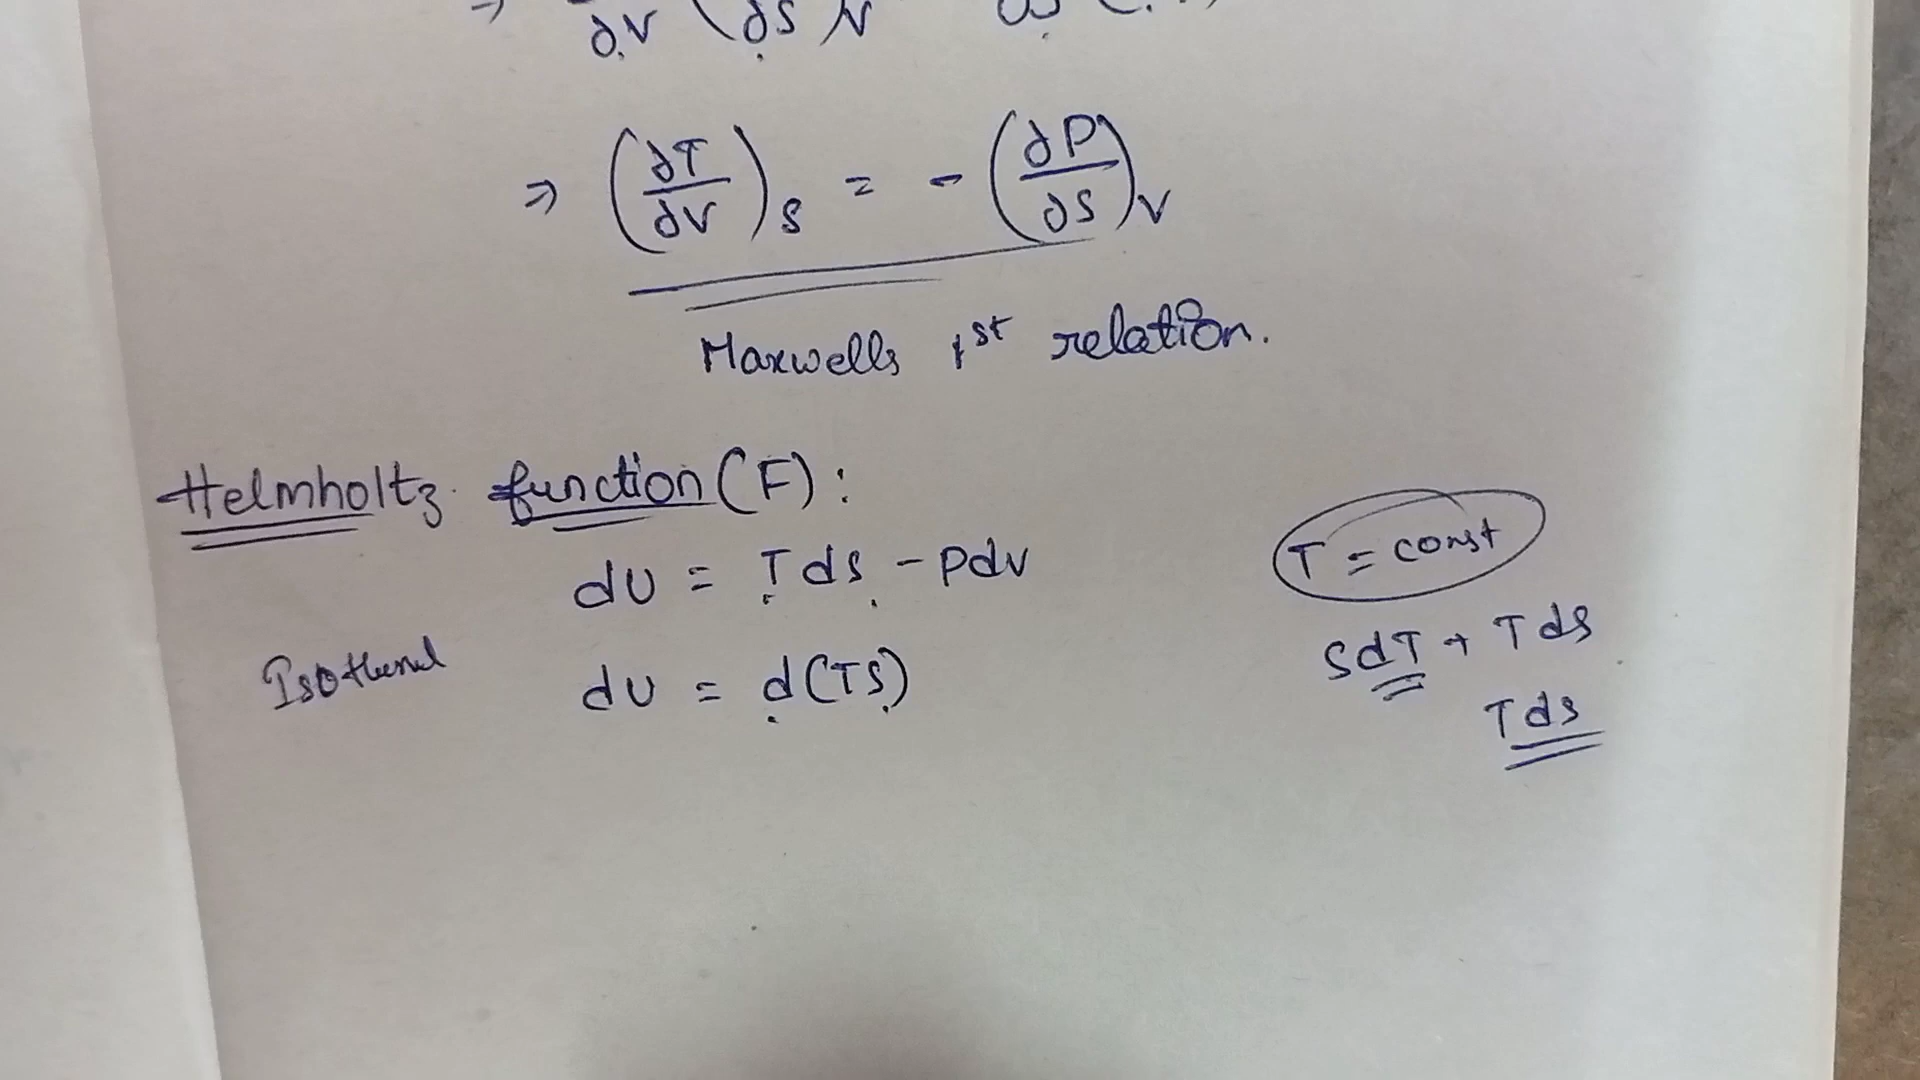 ⇒ ∂V (∂S)V ∂S
⇒ (∂T/∂V)S = - (∂P/∂S)V
Maxwells 1st relation.
Helmholtz function (F):
dU = Tds - Pdv
T = const
Isothermal dU = d(TS)
SdT + Tds
Tds